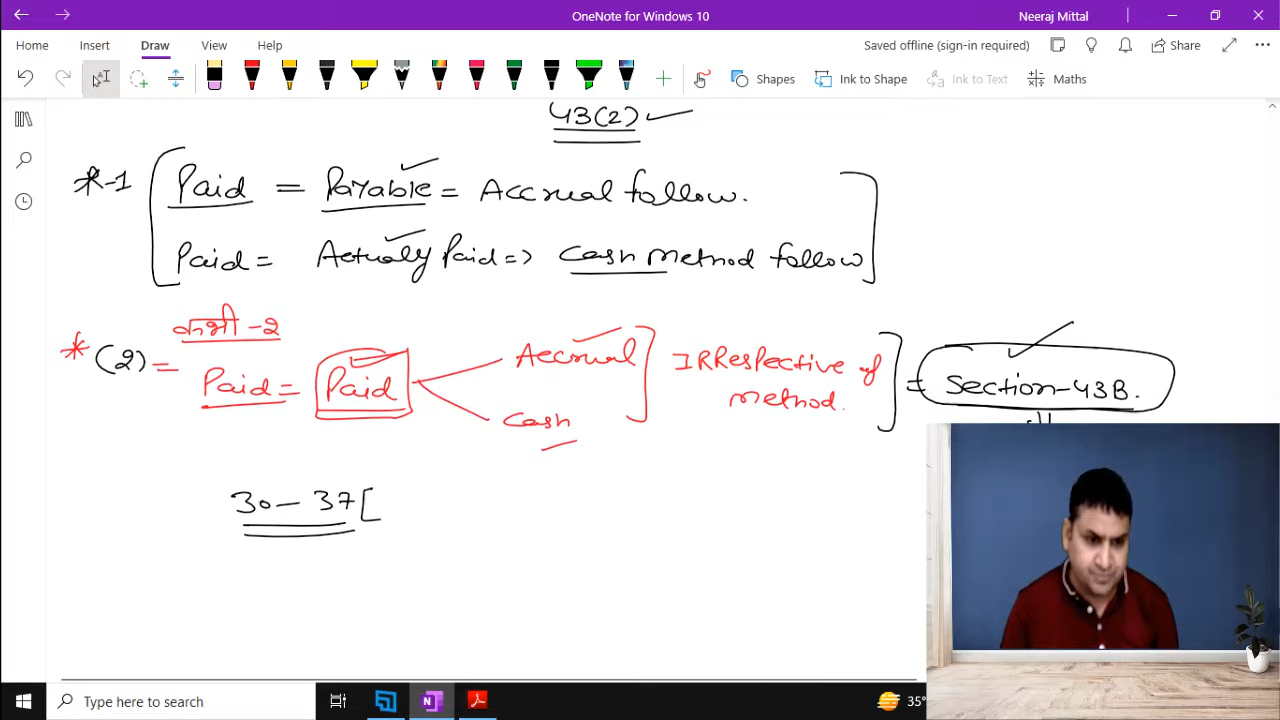 OneNote for Windows 10
Neeraj Mittal
Home Insert Draw View Help
Saved offline (sign-in required)
Share
Shapes
Ink to Shape
Ink to Text
Maths
43(2)
*-1 Paid = Payable = Accrual follow.
Paid = Actually Paid => Cash method follow
कभी-2
*(2) = Paid = Paid Accrual Cash IRRespective of method. = Section-43B.
30 – 37 [
Type here to search
35°